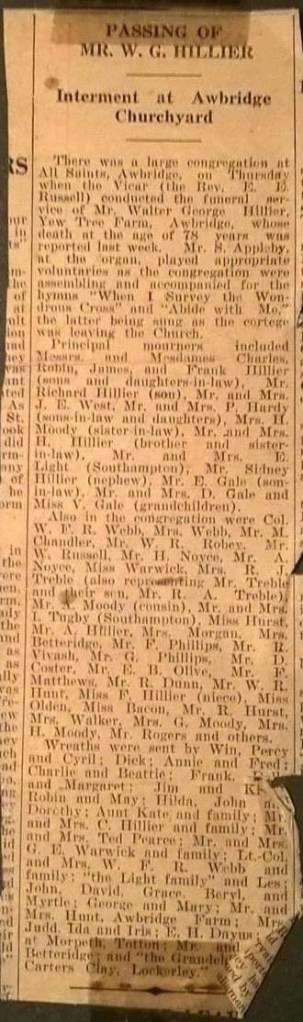 PASSING OF
MR. W. G. HILLIER
Interment at Awbridge
Churchyard
There was a large congregation at
All Saints, Awbridge, on Thursday
when the Vicar (the Rev. E. E.
Russell) conducted the funeral ser-
vice of Mr. Walter George Hillier,
Yew Tree Farm, Awbridge, whose
death at the age of 78 years was
reported last week. Mr. S. Appleby,
at the organ, played appropriate
voluntaries as the congregation were
assembling and accompanied for the
hymns "When I Survey the Won-
drous Cross" and "Abide with Me,"
the latter being sung as the cortege
was leaving the Church.
Principal mourners included
Messrs. and Mesdames Charles,
Robin, James, and Frank Hillier
(sons and daughters-in-law), Mr.
Richard Hillier (son), Mr. and Mrs.
J. E. West, Mr. and Mrs. P. Hardy
(sons-in-law and daughters), Mrs. H.
Moody (sister-in-law), Mr. and Mrs.
H. Hillier (brother and sister-
in-law), Mr. and Mrs. E.
Light (Southampton), Mr. Sidney
Hillier (nephew), Mr. E. Gale (son-
in-law), Mr. and Mrs. D. Gale and
Miss V. Gale (grandchildren).
Also in the congregation were Col.
W. F. R. Webb, Mrs. Webb, Mr. M.
Chandler, Mr. W. R. Robey, Mr.
W. Russell, Mr. H. Noyce, Mr. A.
Noyce, Miss Warwick, Mrs. R. A.
Treble (also representing Mr. Treble
and their son, Mr. R. A. Treble),
Mr. A. Moody (cousin), Mr. and Mrs.
I. Tugby (Southampton), Miss Hurst,
Mr. A. Hillier, Mrs. Morgan, Mrs.
Betteridge, Mr. F. Phillips, Mr. R.
Vivash, Mr. G. Phillips, Mr. D.
Coster, Mr. E. B. Olive, Mr. F.
Matthews, Mr. R. Dunn, Mr. W. R.
Hunt, Miss F. Hillier (niece), Miss
Olden, Miss Bacon, Mr. R. Hurst,
Mrs. Walker, Mrs. G. Moody, Mrs.
H. Moody, Mr. Rogers and others.
Wreaths were sent by Win, Percy
and Cyril; Dick; Annie and Fred;
Charlie and Beattie; Frank,
and Margaret; Jim and
Robin and May; Hilda, John
Dorothy; Aunt Kate and family; Mr.
and Mrs. C. Hillier and family; Mr.
and Mrs. Ted Pearce; Mr. and Mrs.
G. E. Warwick and family; Lt.-Col.
and Mrs. W. F. R. Webb and
family; "the Light family" and Les;
John, David, Grace, Beryl, and
Myrtle; George and Mary; Mr. and
Mrs. Hunt, Awbridge Farm; Mrs.
Judd, Ida and Iris; E. H. Dayus;
at Morpeth, Totton; Mr. and
Betteridge; and "the
Carters Clay, Lockerley."